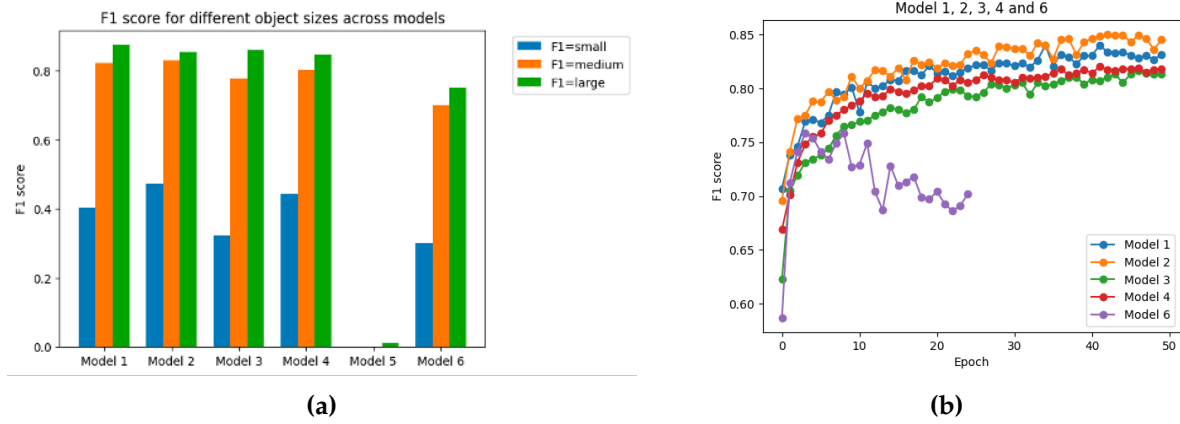 F1 score for different object sizes across models
F1 score
0.8
0.6
0.4
0.2
0.0
Model 1 Model 2 Model 3 Model 4 Model 5 Model 6
F1=small
F1=medium
F1=large
(a)
Model 1, 2, 3, 4 and 6
F1 score
0.85
0.80
0.75
0.70
0.65
0.60
0 10 20 30 40 50
Epoch
Model 1
Model 2
Model 3
Model 4
Model 6
(b)